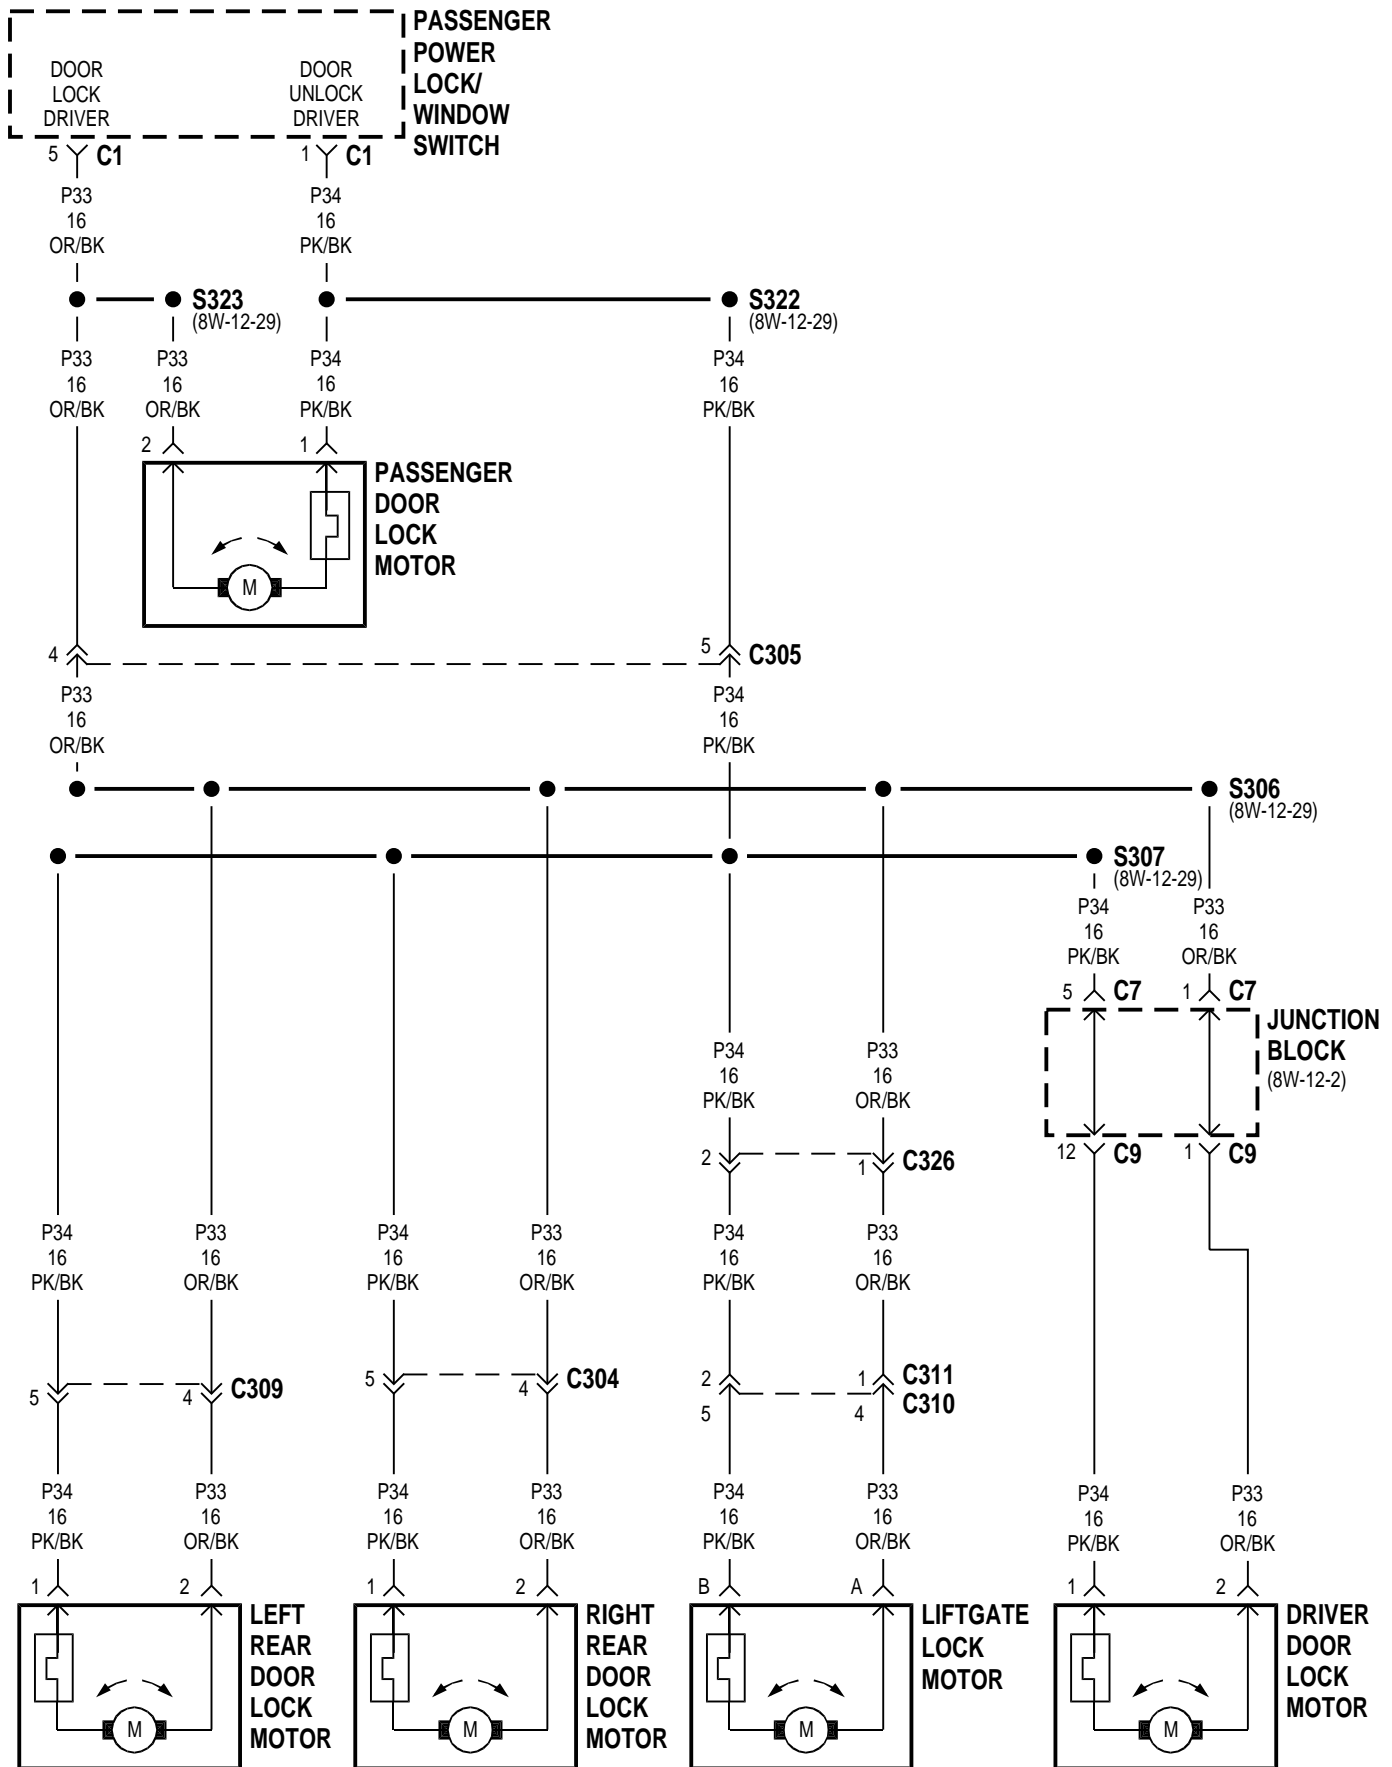 PASSENGER
POWER
LOCK/
WINDOW
SWITCH
DOOR
LOCK
DRIVER
DOOR
UNLOCK
DRIVER
5 C1
1 C1
P33
16
OR/BK
P34
16
PK/BK
S323
(8W-12-29)
S322
(8W-12-29)
P33
16
OR/BK
P33
16
OR/BK
P34
16
PK/BK
P34
16
PK/BK
2
1
PASSENGER
DOOR
LOCK
MOTOR
M
4
5
C305
P33
16
OR/BK
P34
16
PK/BK
S306
(8W-12-29)
S307
(8W-12-29)
P34
16
PK/BK
P33
16
OR/BK
5 C7
1 C7
JUNCTION
BLOCK
(8W-12-2)
12 C9
1 C9
P34
16
PK/BK
P33
16
OR/BK
2
1
C326
P34
16
PK/BK
P33
16
OR/BK
P34
16
PK/BK
P33
16
OR/BK
P34
16
PK/BK
P33
16
OR/BK
5
4
C309
5
4
C304
2
1
C311
5
4
C310
P34
16
PK/BK
P33
16
OR/BK
P34
16
PK/BK
P33
16
OR/BK
P34
16
PK/BK
P33
16
OR/BK
P34
16
PK/BK
P33
16
OR/BK
1
2
LEFT
REAR
DOOR
LOCK
MOTOR
M
1
2
RIGHT
REAR
DOOR
LOCK
MOTOR
M
B
A
LIFTGATE
LOCK
MOTOR
M
1
2
DRIVER
DOOR
LOCK
MOTOR
M